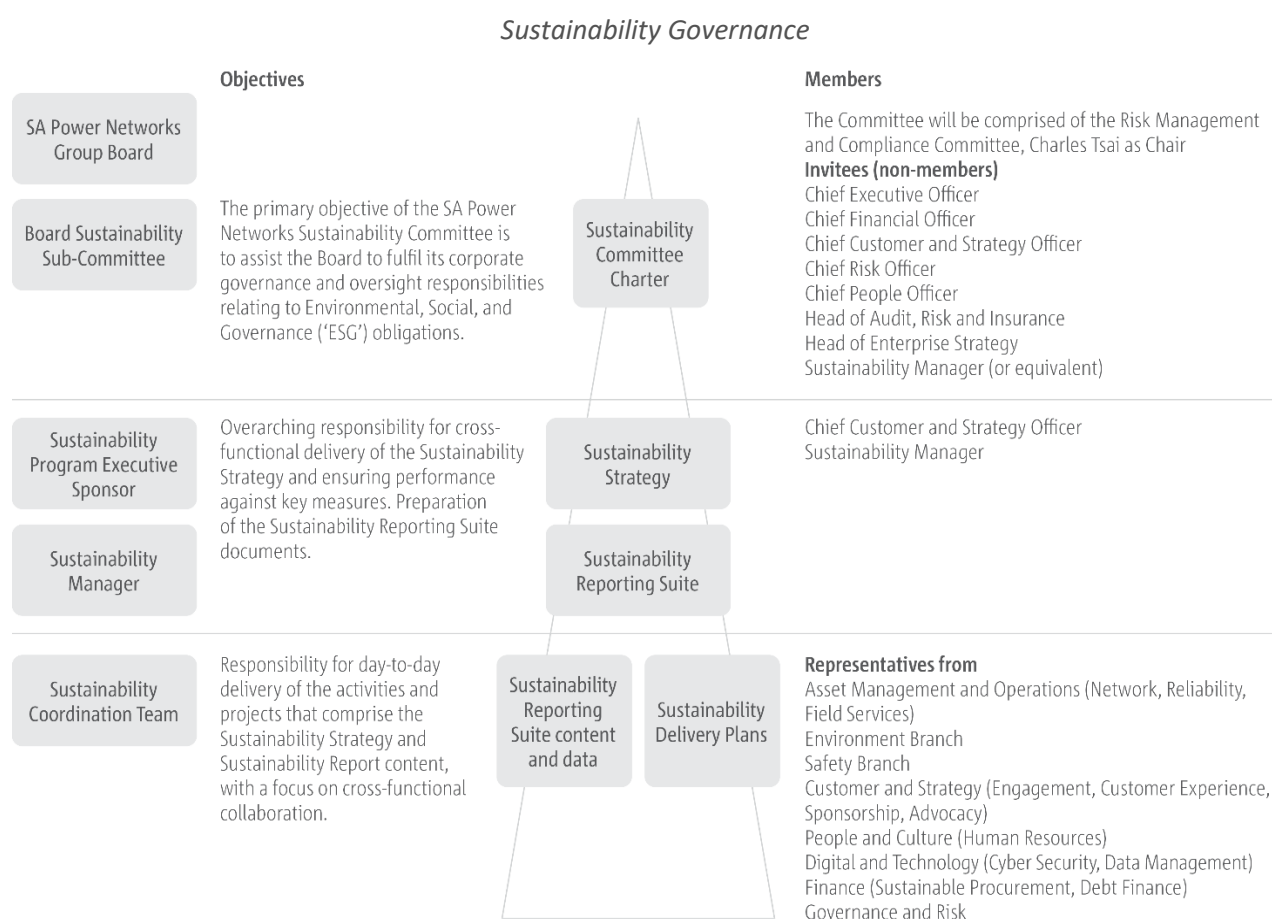 Sustainability Governance
Objectives
Members
SA Power Networks
Group Board
The Committee will be comprised of the Risk Management
and Compliance Committee, Charles Tsai as Chair
Invitees (non-members)
Chief Executive Officer
Chief Financial Officer
Chief Customer and Strategy Officer
Chief Risk Officer
Chief People Officer
Head of Audit, Risk and Insurance
Head of Enterprise Strategy
Sustainability Manager (or equivalent)
Board Sustainability
Sub-Committee
The primary objective of the SA Power
Networks Sustainability Committee is
to assist the Board to fulfil its corporate
governance and oversight responsibilities
relating to Environmental, Social, and
Governance (‘ESG’) obligations.
Sustainability
Committee
Charter
Sustainability
Program Executive
Sponsor
Sustainability
Manager
Overarching responsibility for cross-
functional delivery of the Sustainability
Strategy and ensuring performance
against key measures. Preparation
of the Sustainability Reporting Suite
documents.
Sustainability
Strategy
Sustainability
Reporting Suite
Chief Customer and Strategy Officer
Sustainability Manager
Sustainability
Coordination Team
Responsibility for day-to-day
delivery of the activities and
projects that comprise the
Sustainability Strategy and
Sustainability Report content,
with a focus on cross-functional
collaboration.
Sustainability
Reporting
Suite content
and data
Sustainability
Delivery Plans
Representatives from
Asset Management and Operations (Network, Reliability,
Field Services)
Environment Branch
Safety Branch
Customer and Strategy (Engagement, Customer Experience,
Sponsorship, Advocacy)
People and Culture (Human Resources)
Digital and Technology (Cyber Security, Data Management)
Finance (Sustainable Procurement, Debt Finance)
Governance and Risk